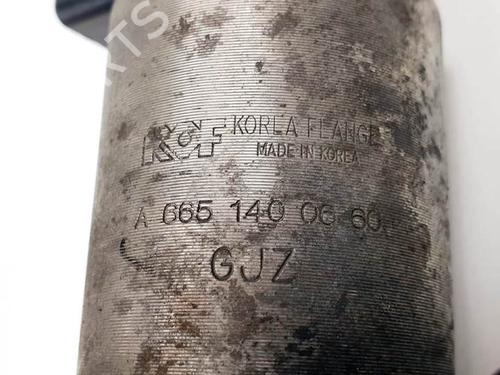 KOREA FLANGE
MADE IN KOREA
A 665 140 06 60
GJZ